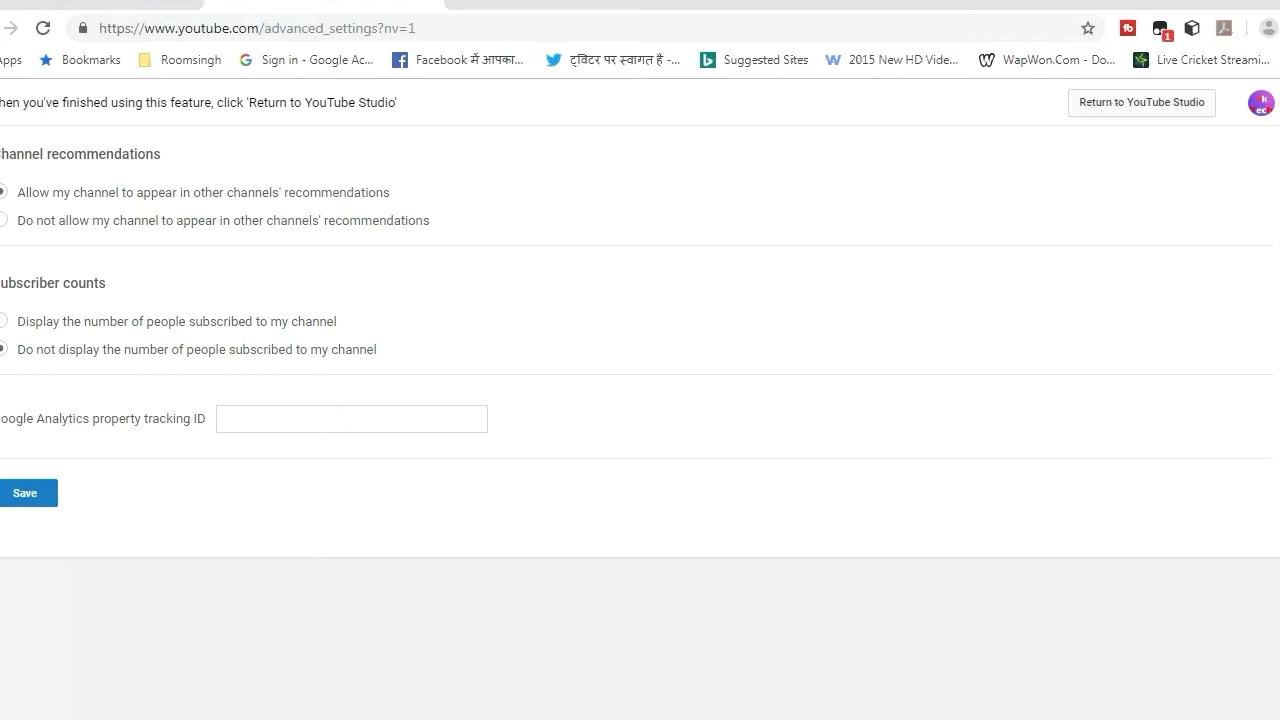 https://www.youtube.com/advanced_settings?nv=1
1
pps Bookmarks Roomsingh Sign in - Google Ac... Facebook में आपका... ट्विटर पर स्वागत है -... Suggested Sites 2015 New HD Vide... WapWon.Com - Do... Live Cricket Streami...
hen you've finished using this feature, click 'Return to YouTube Studio' Return to YouTube Studio
hannel recommendations
Allow my channel to appear in other channels' recommendations
Do not allow my channel to appear in other channels' recommendations
ubscriber counts
Display the number of people subscribed to my channel
Do not display the number of people subscribed to my channel
oogle Analytics property tracking ID
Save